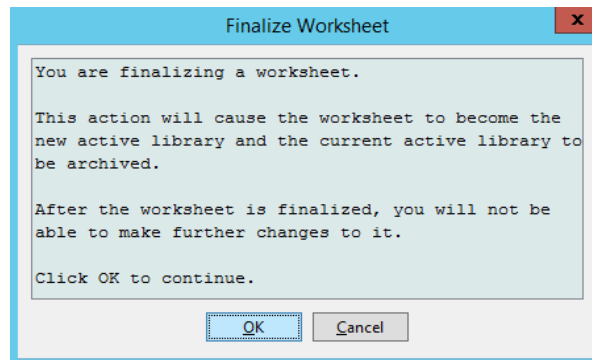 Finalize Worksheet
x
You are finalizing a worksheet.
This action will cause the worksheet to become the
new active library and the current active library to
be archived.
After the worksheet is finalized, you will not be
able to make further changes to it.
Click OK to continue.
OK
Cancel